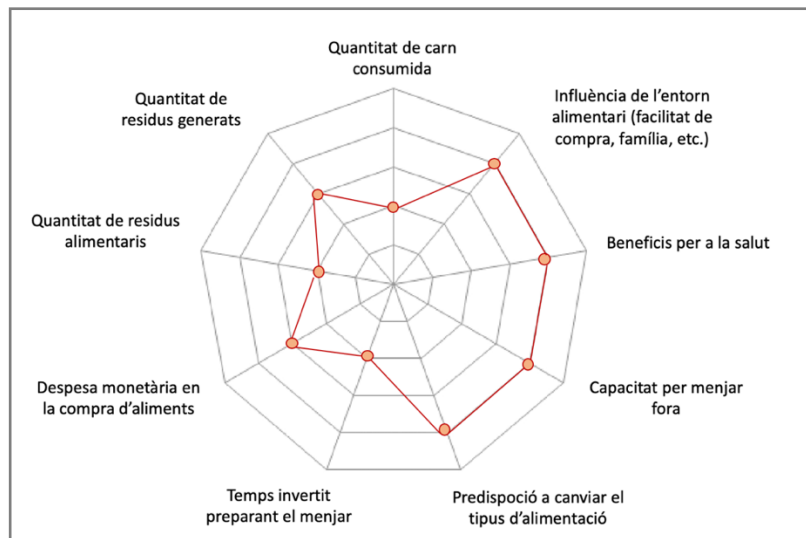 Quantitat de carn
consumida
Influència de l'entorn
alimentari (facilitat de
compra, família, etc.)
Beneficis per a la salut
Capacitat per menjar
fora
Predispoció a canviar el
tipus d'alimentació
Temps invertit
preparant el menjar
Despesa monetària en
la compra d'aliments
Quantitat de residus
alimentaris
Quantitat de
residus generats